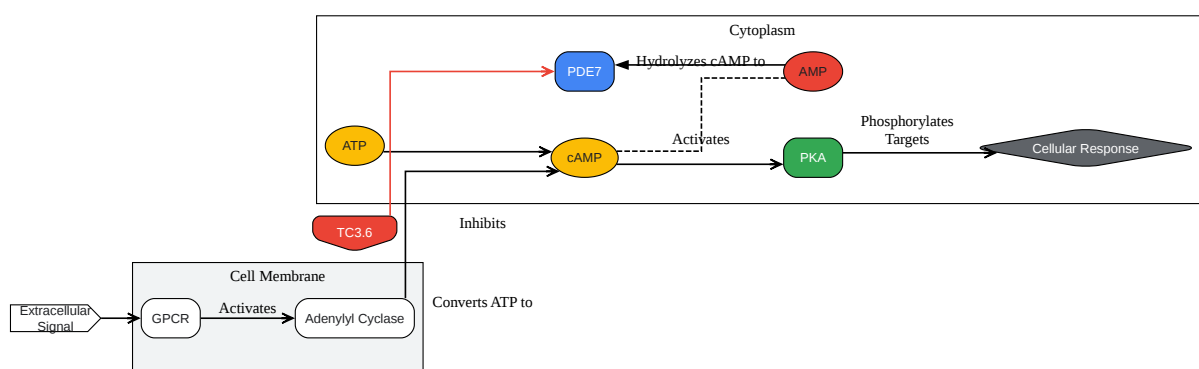 Cytoplasm
PDE7
Hydrolyzes cAMP to
AMP
ATP
cAMP
Activates
PKA
Phosphorylates
Targets
Cellular Response
TC3.6
Inhibits
Cell Membrane
Converts ATP to
Extracellular
Signal
GPCR
Activates
Adenylyl Cyclase